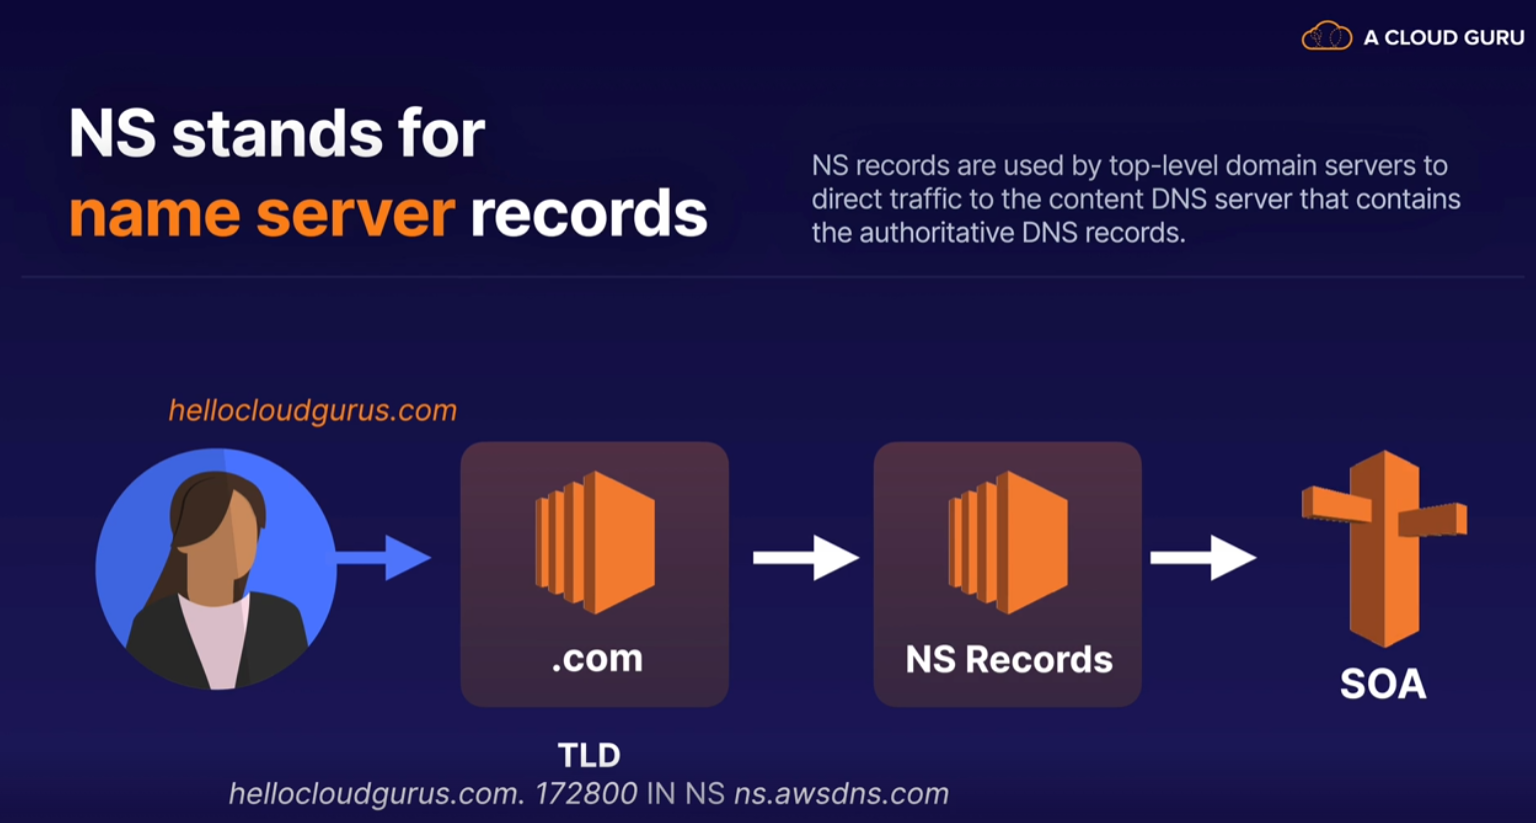 A CLOUD GURU
NS stands for
name server records
NS records are used by top-level domain servers to
direct traffic to the content DNS server that contains
the authoritative DNS records.
hellocloudgurus.com
.com
NS Records
SOA
TLD
hellocloudgurus.com. 172800 IN NS ns.awsdns.com